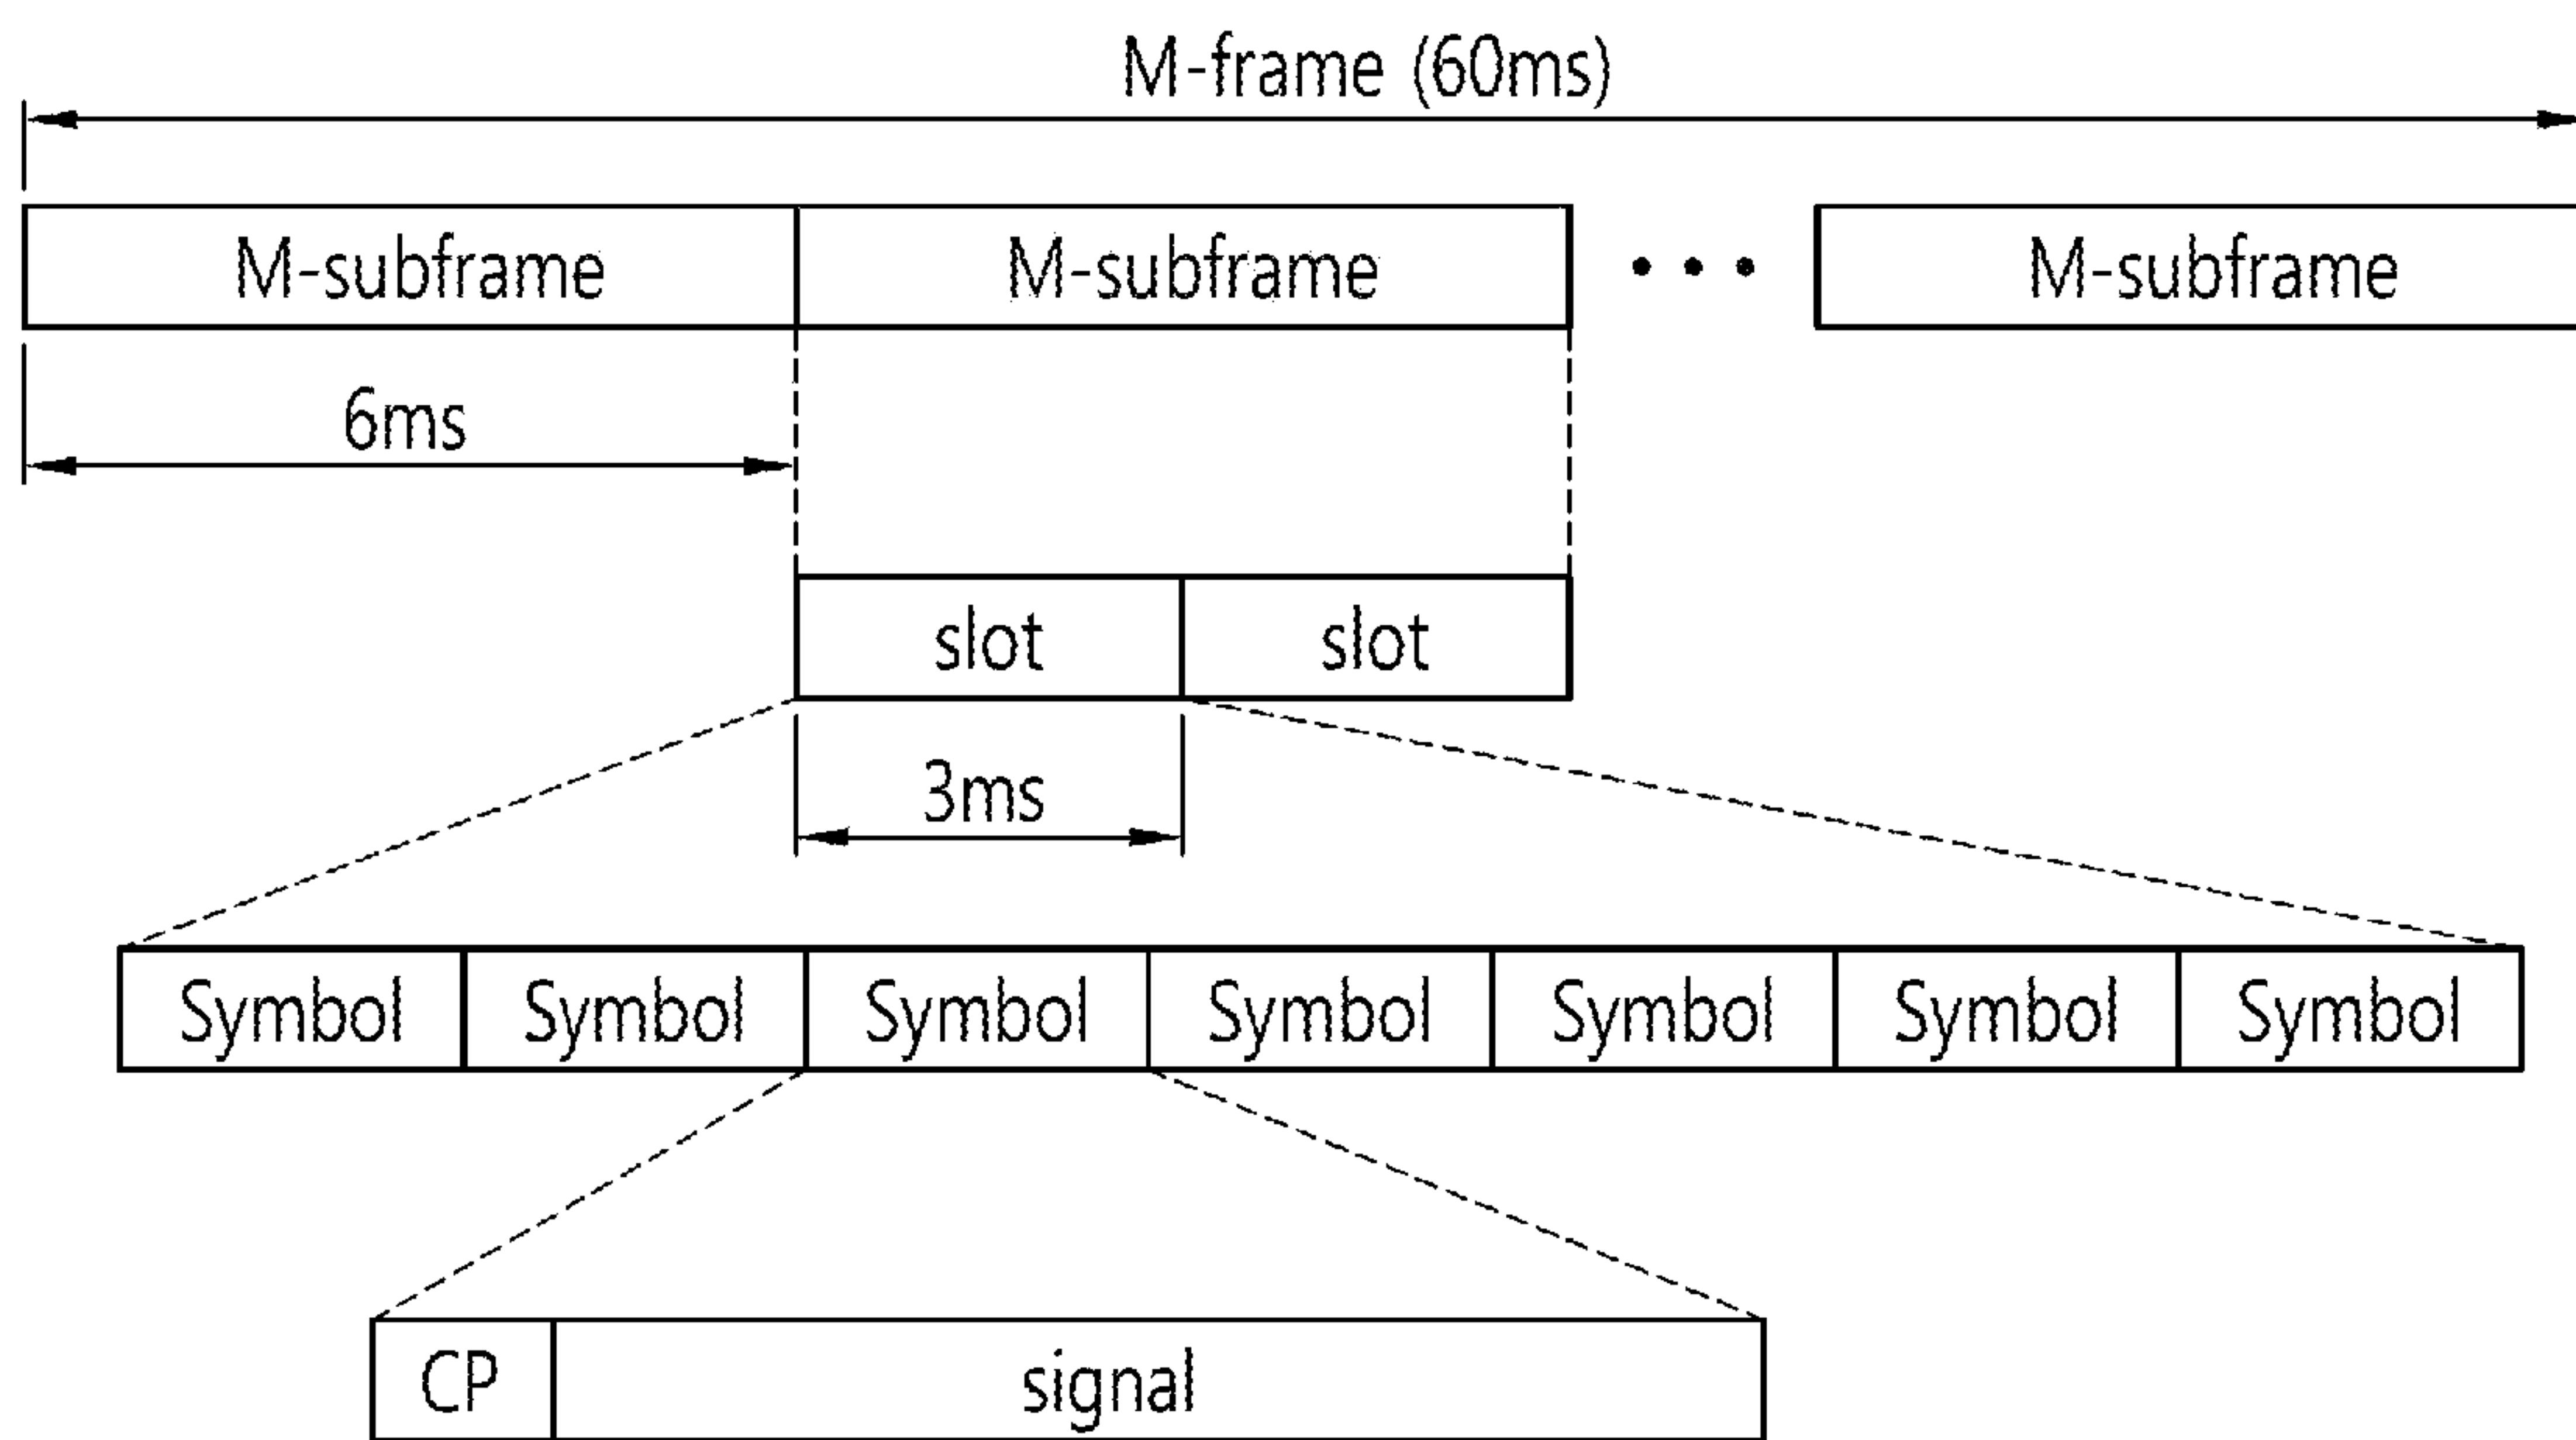 M-frame (60ms)
M-subframe M-subframe • • • M-subframe
6ms
slot slot
3ms
Symbol Symbol Symbol Symbol Symbol Symbol Symbol
CP signal